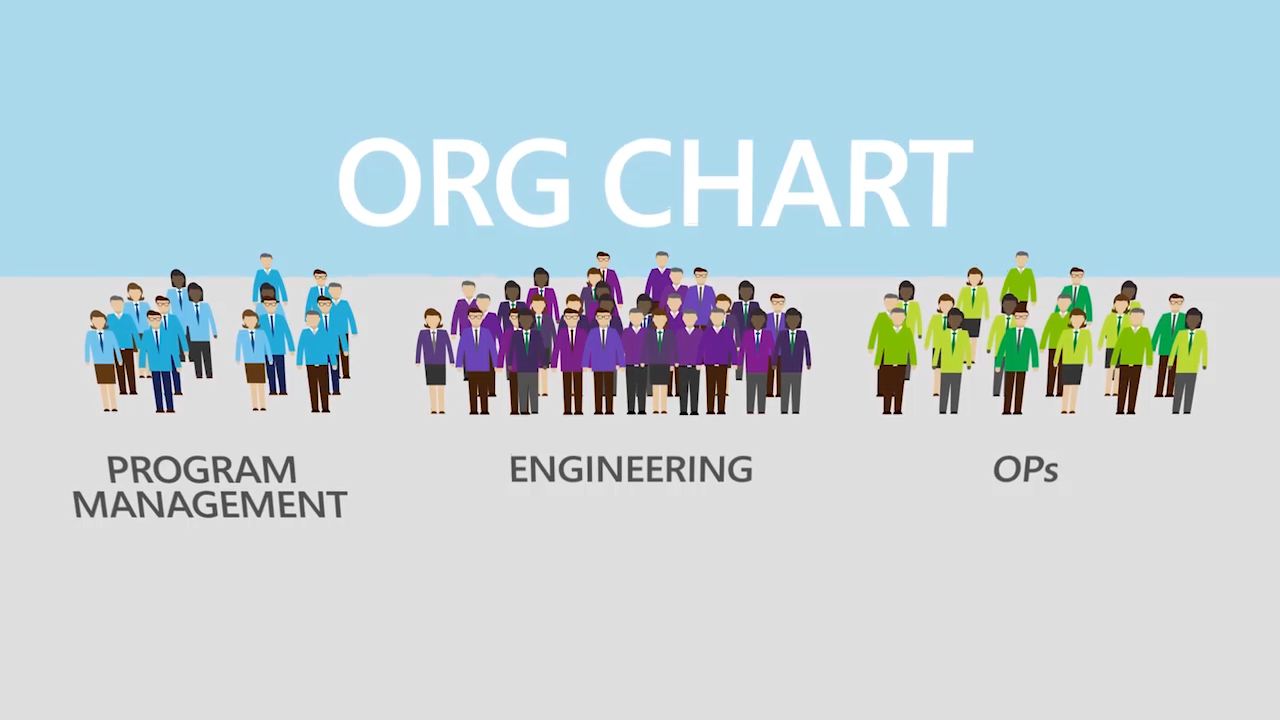 ORG CHART
PROGRAM
MANAGEMENT
ENGINEERING
OPs